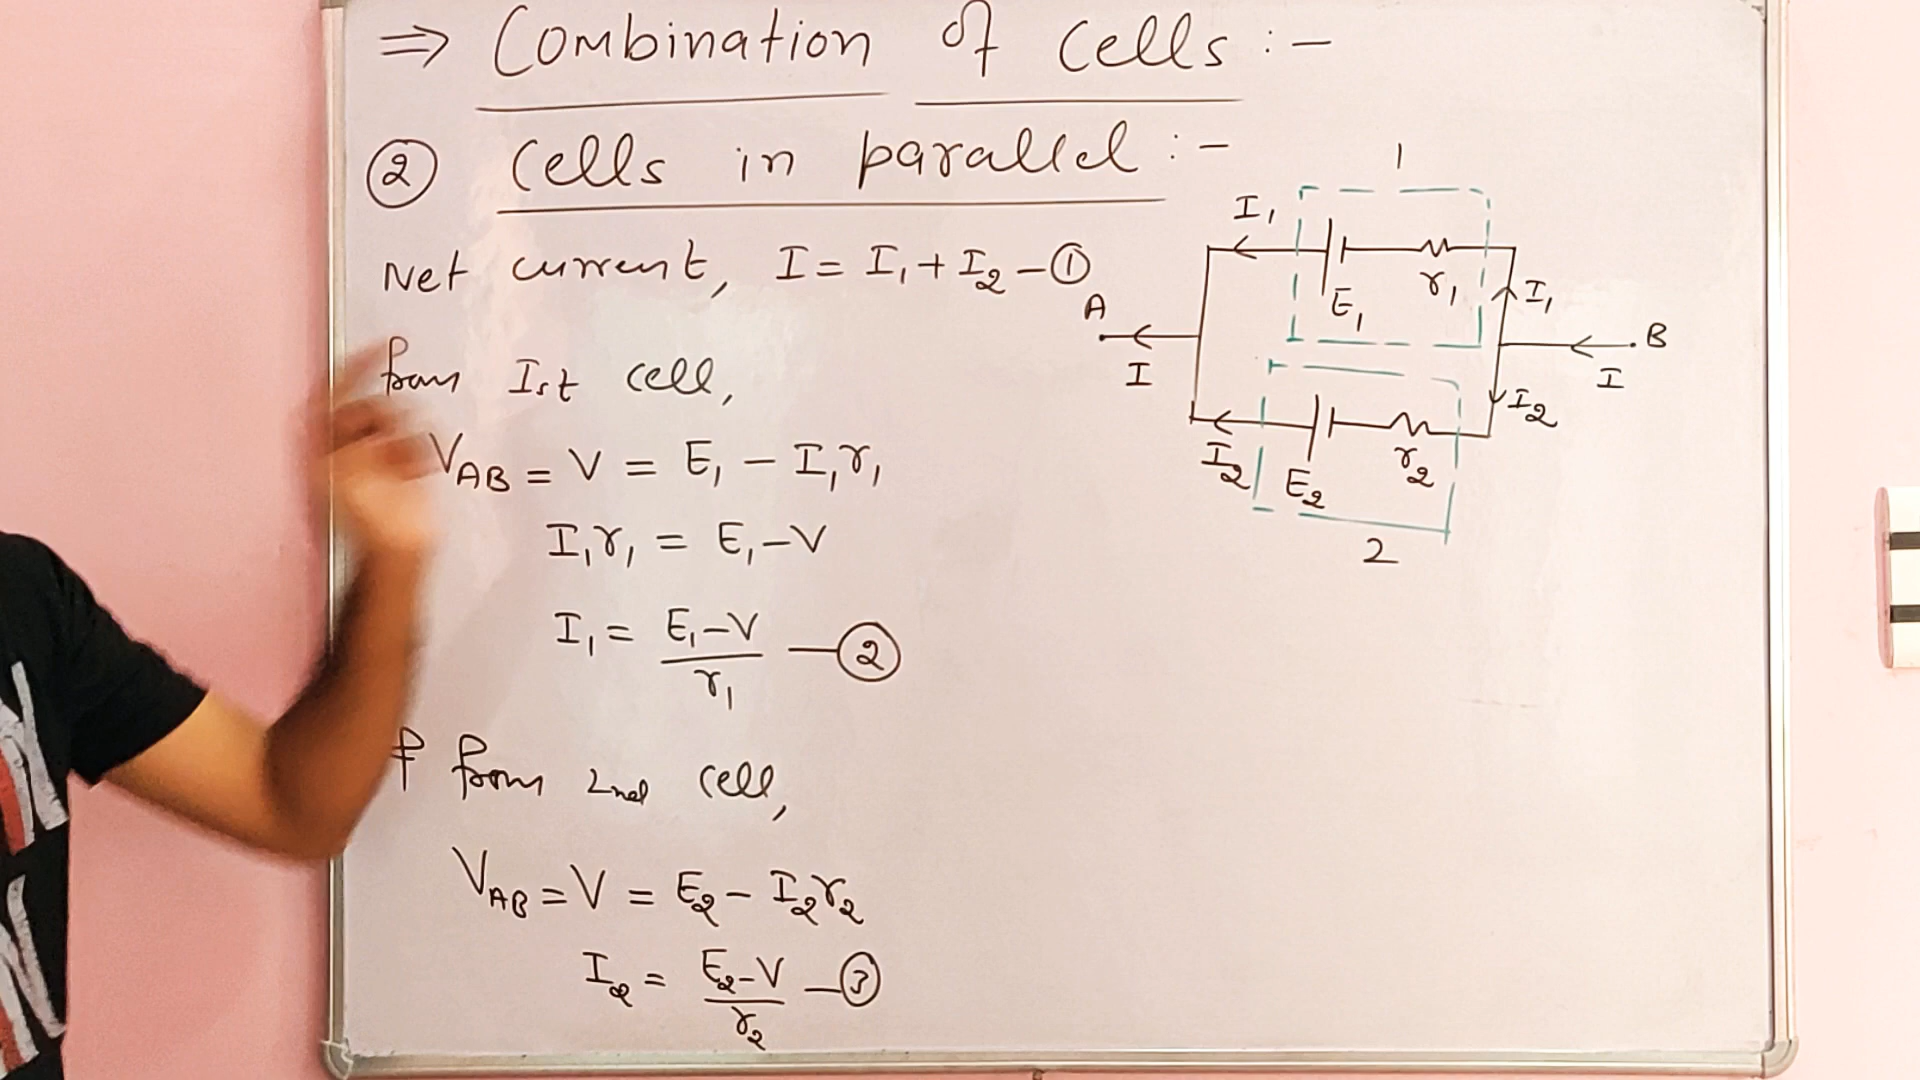 ⇒ Combination of cells :-
② cells in parallel :-
Net current, I = I₁ + I₂ - ①
from Ist cell,
V_AB = V = E₁ - I₁r₁
I₁r₁ = E₁ - V
I₁ = (E₁ - V)/r₁ — ②
f from 2nd cell,
V_AB = V = E₂ - I₂r₂
I₂ = (E₂ - V)/r₂ — ③
1
I₁
E₁
r₁
I₁
A
I
B
I
I₂
I₂
E₂
r₂
2